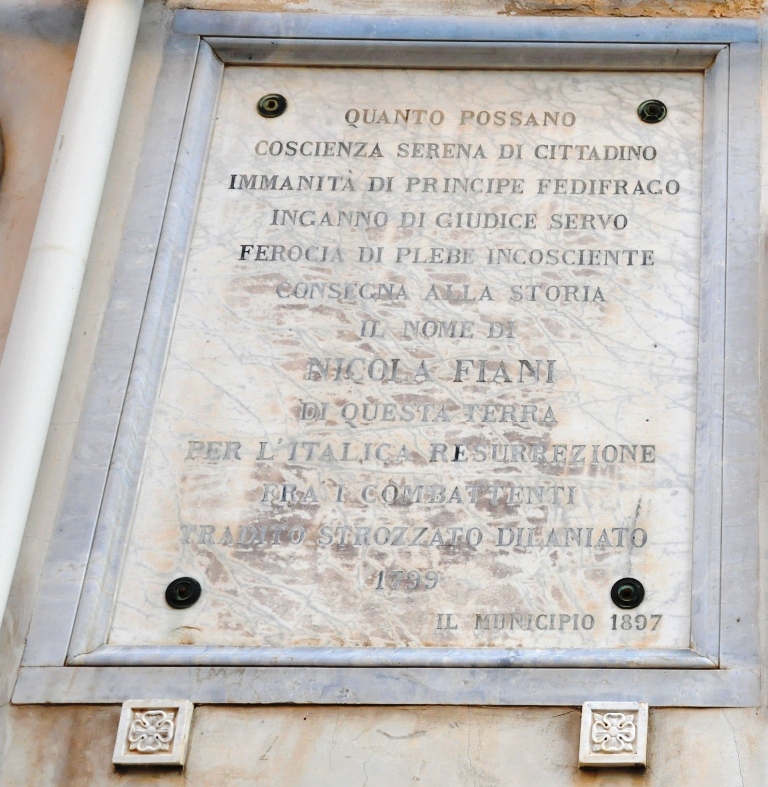 QUANTO POSSANO
COSCIENZA SERENA DI CITTADINO
IMMANITÀ DI PRINCIPE FEDIFRAGO
INGANNO DI GIUDICE SERVO
FEROCIA DI PLEBE INCOSCIENTE
CONSEGNA ALLA STORIA
IL NOME DI
NICOLA FIANI
DI QUESTA TERRA
PER L'ITALICA RESURREZIONE
FRA I COMBATTENTI
TRADITO STROZZATO DILANIATO
1799
IL MUNICIPIO 1897